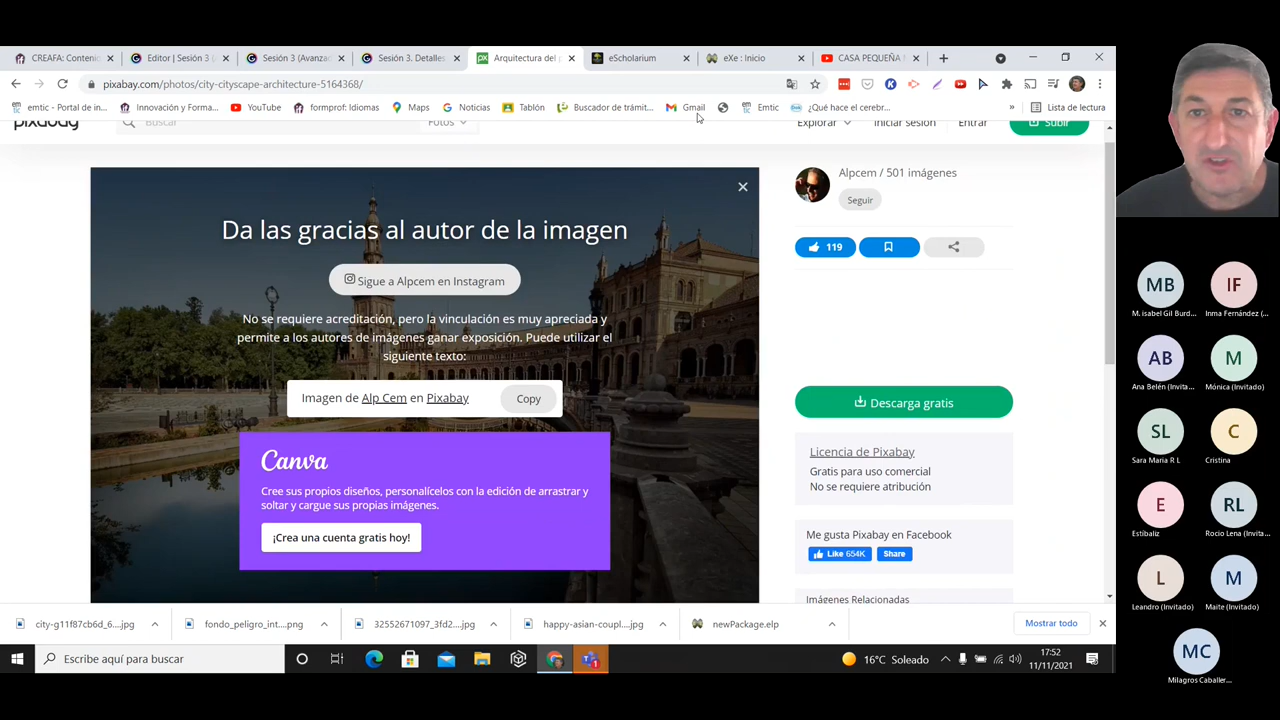 CREAFA: Conteni
Editor | Sesión 3 (
Sesión 3 (Avanza
Sesión 3. Detalles
Arquitectura del p
eScholarium
eXe : Inicio
CASA PEQUEÑA
pixabay.com/photos/city-cityscape-architecture-5164368/
emtic - Portal de in...
Innovación y Forma...
YouTube
formprof: Idiomas
Maps
Noticias
Tablón
Buscador de trámit...
Gmail
Emtic
¿Qué hace el cerebr...
»
Lista de lectura
pixabay
Buscar
Fotos
Explorar
Iniciar sesión
Entrar
Subir
Da las gracias al autor de la imagen
Sigue a Alpcem en Instagram
No se requiere acreditación, pero la vinculación es muy apreciada y
permite a los autores de imágenes ganar exposición. Puede utilizar el
siguiente texto:
Imagen de Alp Cem en Pixabay
Copy
Canva
Cree sus propios diseños, personalícelos con la edición de arrastrar y
soltar y cargue sus propias imágenes.
¡Crea una cuenta gratis hoy!
Alpcem / 501 imágenes
Seguir
119
Descarga gratis
Licencia de Pixabay
Gratis para uso comercial
No se requiere atribución
Me gusta Pixabay en Facebook
Like 654K
Share
Imágenes Relacionadas
city-g11f87cb6d_6....jpg
fondo_peligro_int....png
32552671097_3fd2....jpg
happy-asian-coupl....jpg
newPackage.elp
Mostrar todo
Escribe aquí para buscar
16°C Soleado
17:52
11/11/2021
MB
M. isabel Gil Burd...
IF
Inma Fernández (...
AB
Ana Belén (Invita...
M
Mónica (Invitado)
SL
Sara Maria R L
C
Cristina
E
Estíbaliz
RL
Rocio Lena (Invita...
L
Leandro (Invitado)
M
Maite (Invitado)
MC
Milagros Caballer...